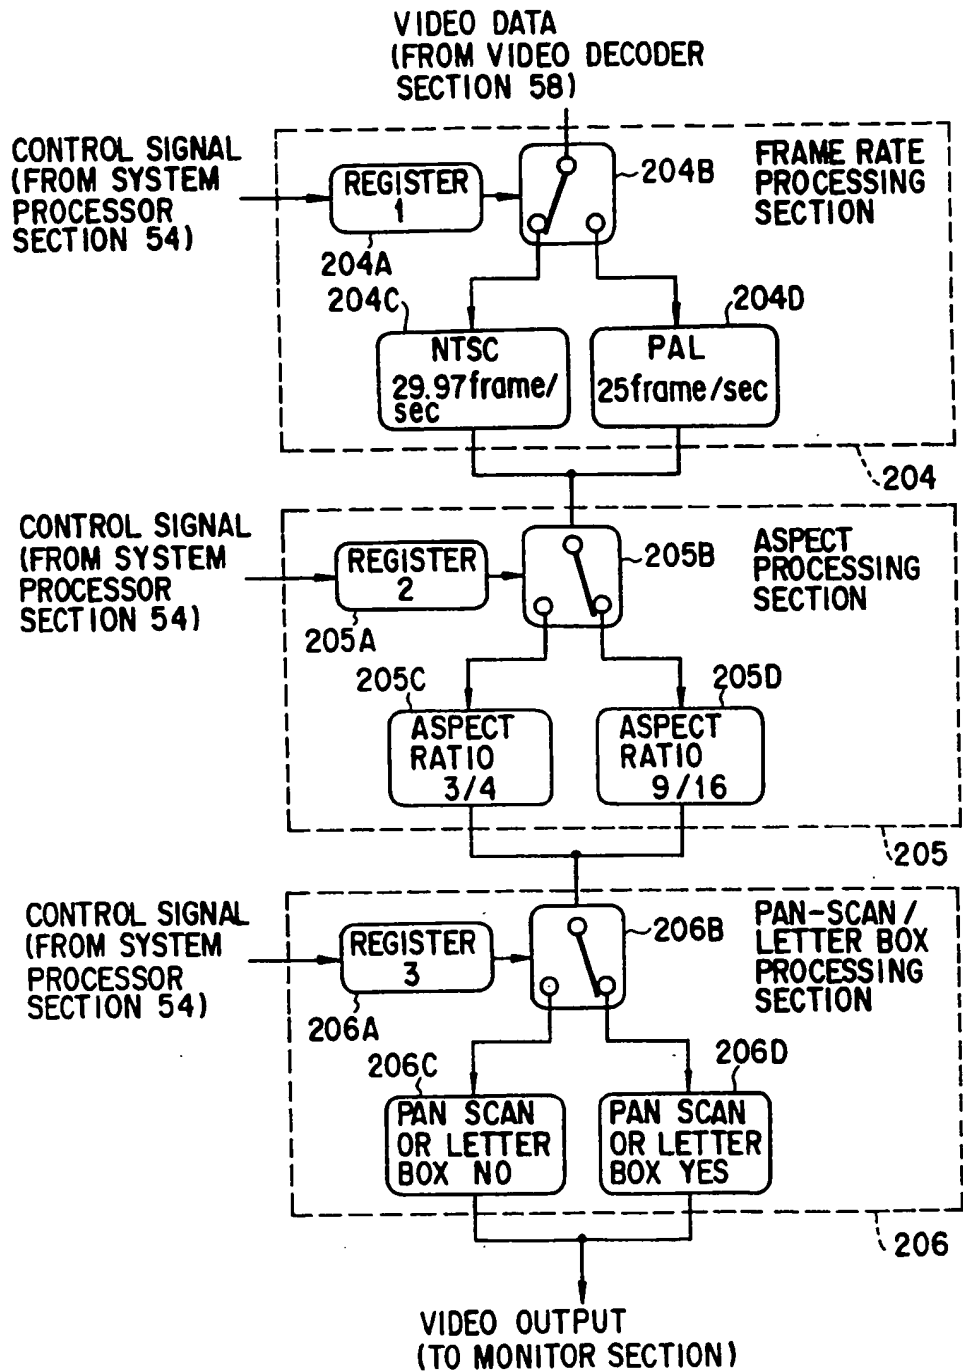 VIDEO DATA
(FROM VIDEO DECODER
SECTION 58)
CONTROL SIGNAL
(FROM SYSTEM
PROCESSOR
SECTION 54)
REGISTER
1
204A
204B
FRAME RATE
PROCESSING
SECTION
204C
NTSC
29.97frame/
sec
204D
PAL
25frame/sec
204
CONTROL SIGNAL
(FROM SYSTEM
PROCESSOR
SECTION 54)
REGISTER
2
205A
205B
ASPECT
PROCESSING
SECTION
205C
ASPECT
RATIO
3/4
205D
ASPECT
RATIO
9/16
205
CONTROL SIGNAL
(FROM SYSTEM
PROCESSOR
SECTION 54)
REGISTER
3
206A
206B
PAN-SCAN/
LETTER BOX
PROCESSING
SECTION
206C
PAN SCAN
OR LETTER
BOX NO
206D
PAN SCAN
OR LETTER
BOX YES
206
VIDEO OUTPUT
(TO MONITOR SECTION)